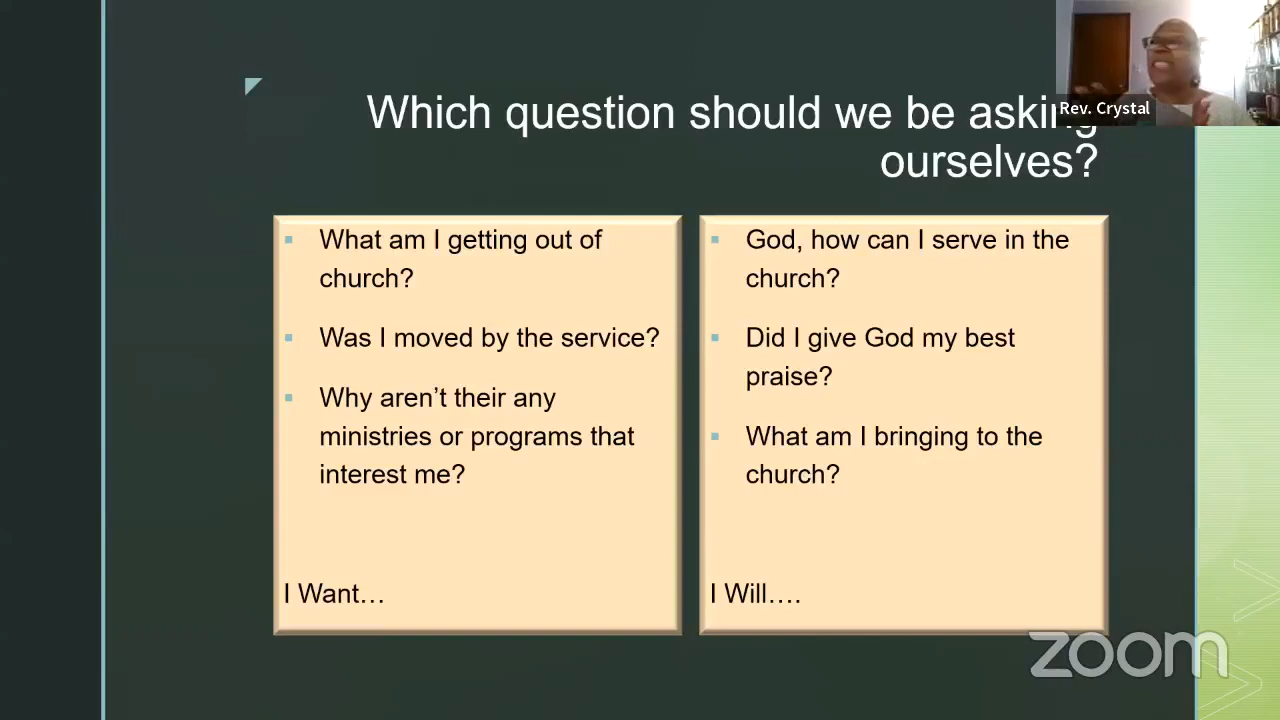 Which question should we be asking
ourselves?
Rev. Crystal
What am I getting out of
church?
Was I moved by the service?
Why aren’t their any
ministries or programs that
interest me?
I Want…
God, how can I serve in the
church?
Did I give God my best
praise?
What am I bringing to the
church?
I Will….
zoom